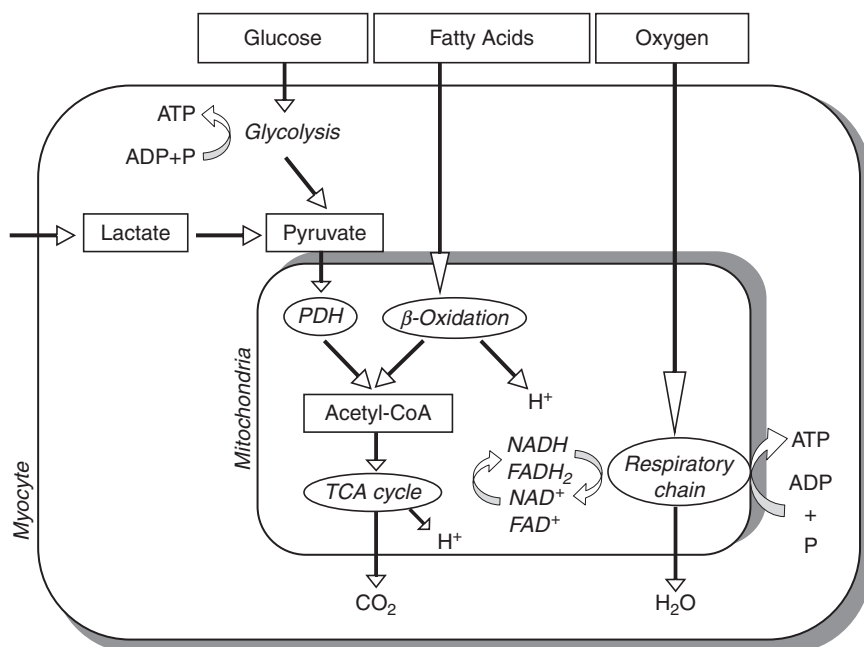 Glucose
Fatty Acids
Oxygen
ATP
Glycolysis
ADP+P
Lactate
Pyruvate
PDH
β-Oxidation
H⁺
Acetyl-CoA
NADH
FADH₂
NAD⁺
FAD⁺
Respiratory
chain
ATP
ADP
+
P
TCA cycle
H⁺
CO₂
H₂O
Mitochondria
Myocyte